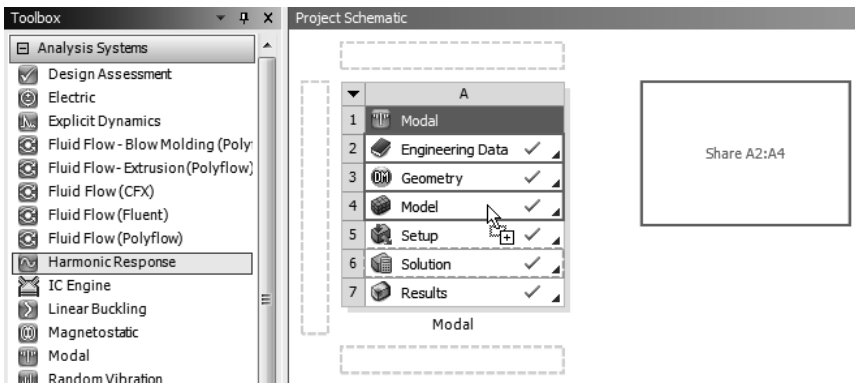 Toolbox
Analysis Systems
Design Assessment
Electric
Explicit Dynamics
Fluid Flow - Blow Molding (Poly
Fluid Flow - Extrusion (Polyflow)
Fluid Flow (CFX)
Fluid Flow (Fluent)
Fluid Flow (Polyflow)
Harmonic Response
IC Engine
Linear Buckling
Magnetostatic
Modal
Random Vibration
Project Schematic
A
1 Modal
2 Engineering Data
3 Geometry
4 Model
5 Setup
6 Solution
7 Results
Modal
Share A2:A4